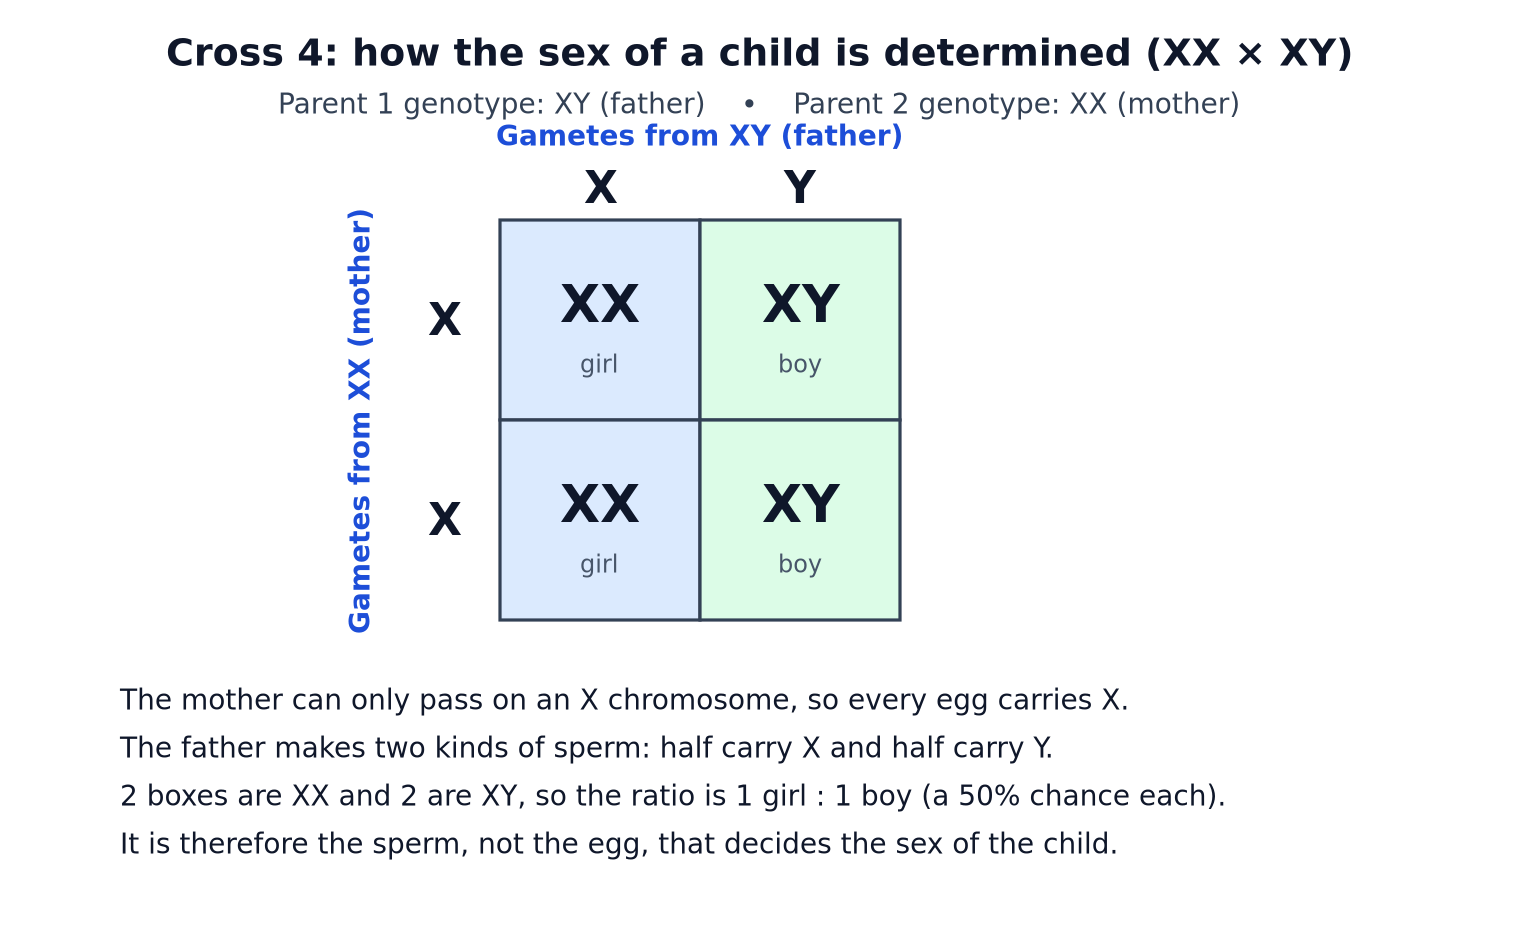 Cross 4: how the sex of a child is determined (XX × XY)
Parent 1 genotype: XY (father) • Parent 2 genotype: XX (mother)
Gametes from XY (father)
X Y
Gametes from XX (mother)
X
XX XY
girl boy
X
XX XY
girl boy
The mother can only pass on an X chromosome, so every egg carries X.
The father makes two kinds of sperm: half carry X and half carry Y.
2 boxes are XX and 2 are XY, so the ratio is 1 girl : 1 boy (a 50% chance each).
It is therefore the sperm, not the egg, that decides the sex of the child.